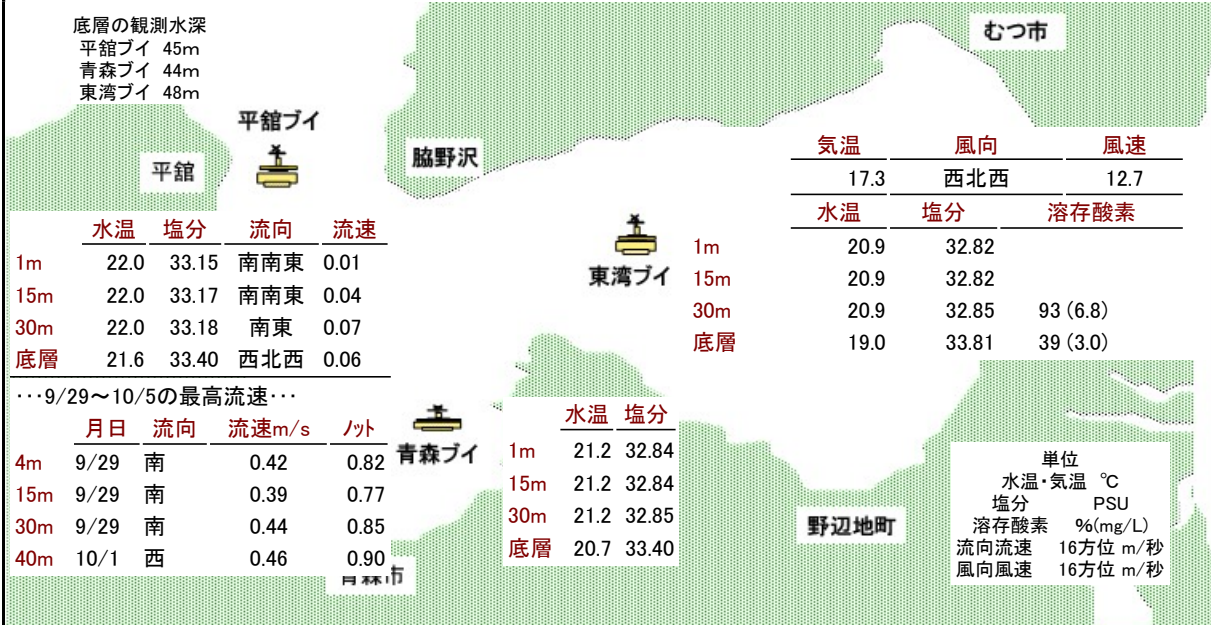 底層の観測水深
平舘ブイ 45m
青森ブイ 44m
東湾ブイ 48m
むつ市
平舘ブイ
平舘
脇野沢
水温 塩分 流向 流速
1m 22.0 33.15 南南東 0.01
15m 22.0 33.17 南南東 0.04
30m 22.0 33.18 南東 0.07
底層 21.6 33.40 西北西 0.06
･･･9/29～10/5の最高流速･･･
月日 流向 流速m/s ノット
4m 9/29 南 0.42 0.82
15m 9/29 南 0.39 0.77
30m 9/29 南 0.44 0.85
40m 10/1 西 0.46 0.90
東湾ブイ
気温 風向 風速
17.3 西北西 12.7
水温 塩分 溶存酸素
1m 20.9 32.82
15m 20.9 32.82
30m 20.9 32.85 93 (6.8)
底層 19.0 33.81 39 (3.0)
青森ブイ
水温 塩分
1m 21.2 32.84
15m 21.2 32.84
30m 21.2 32.85
底層 20.7 33.40
青森市
野辺地町
単位
水温･気温 ℃
塩分 PSU
溶存酸素 %(mg/L)
流向流速 16方位 m/秒
風向風速 16方位 m/秒